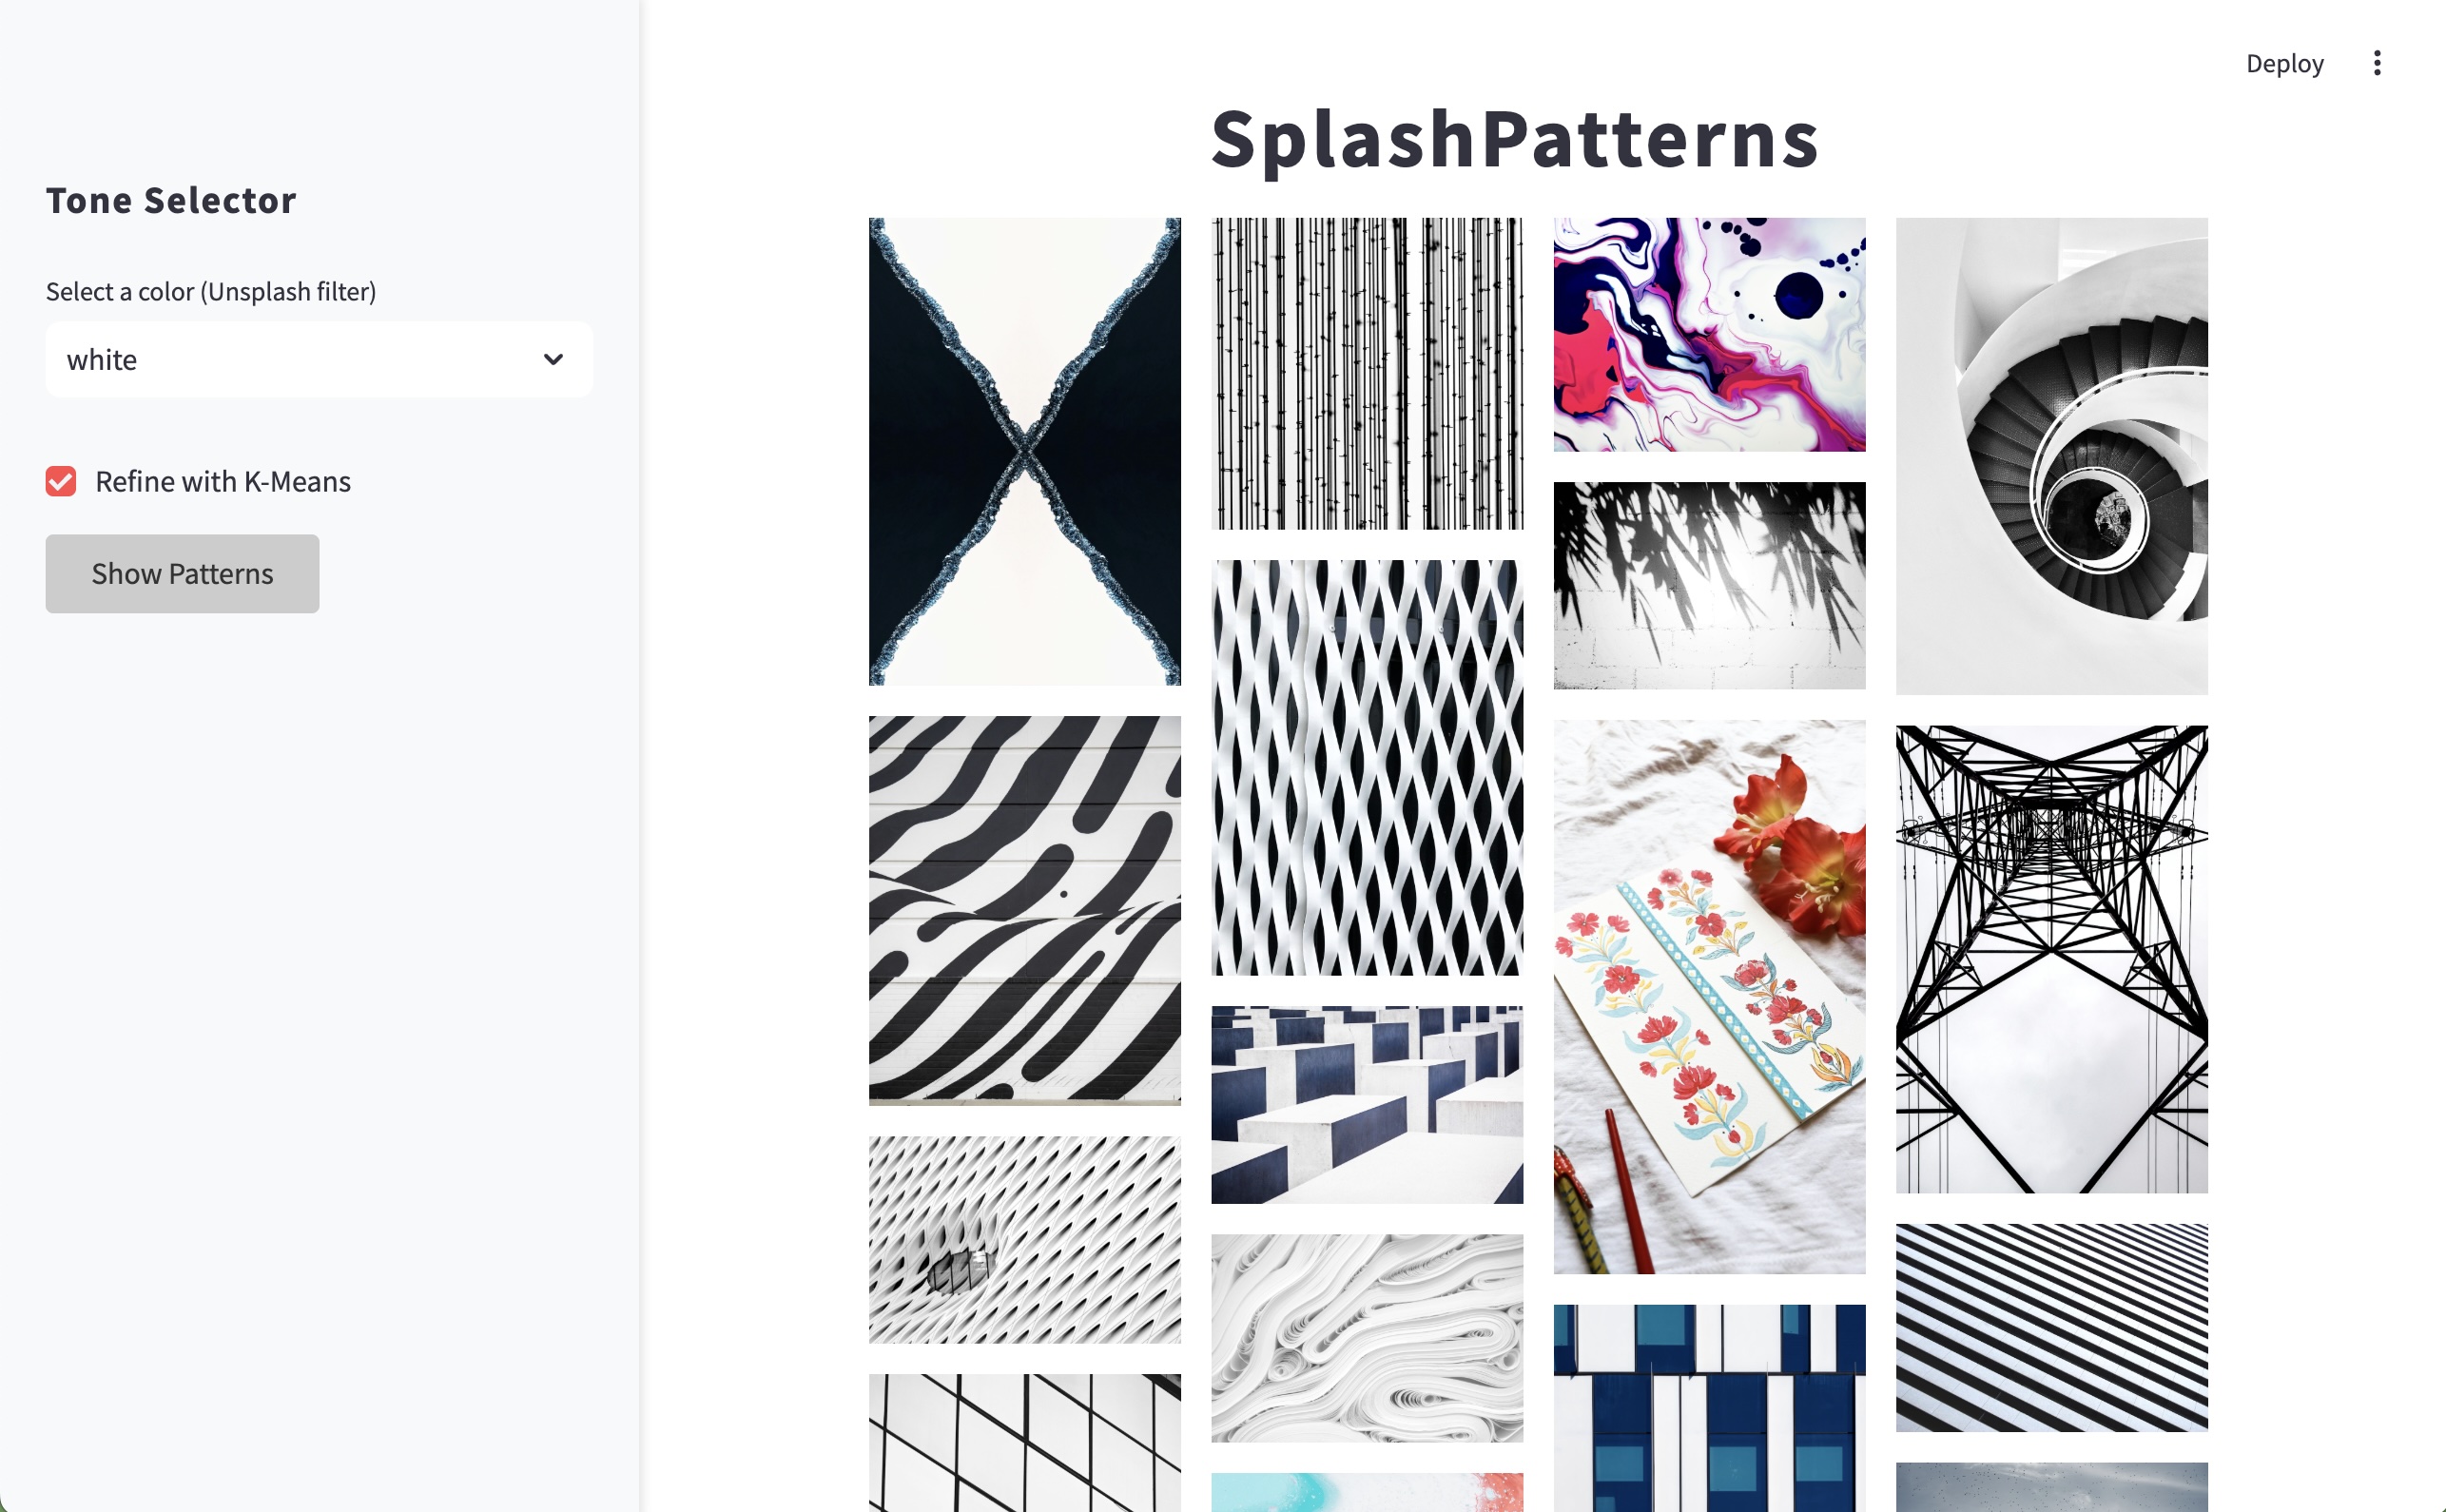 Deploy
SplashPatterns
Tone Selector
Select a color (Unsplash filter)
white
Refine with K-Means
Show Patterns